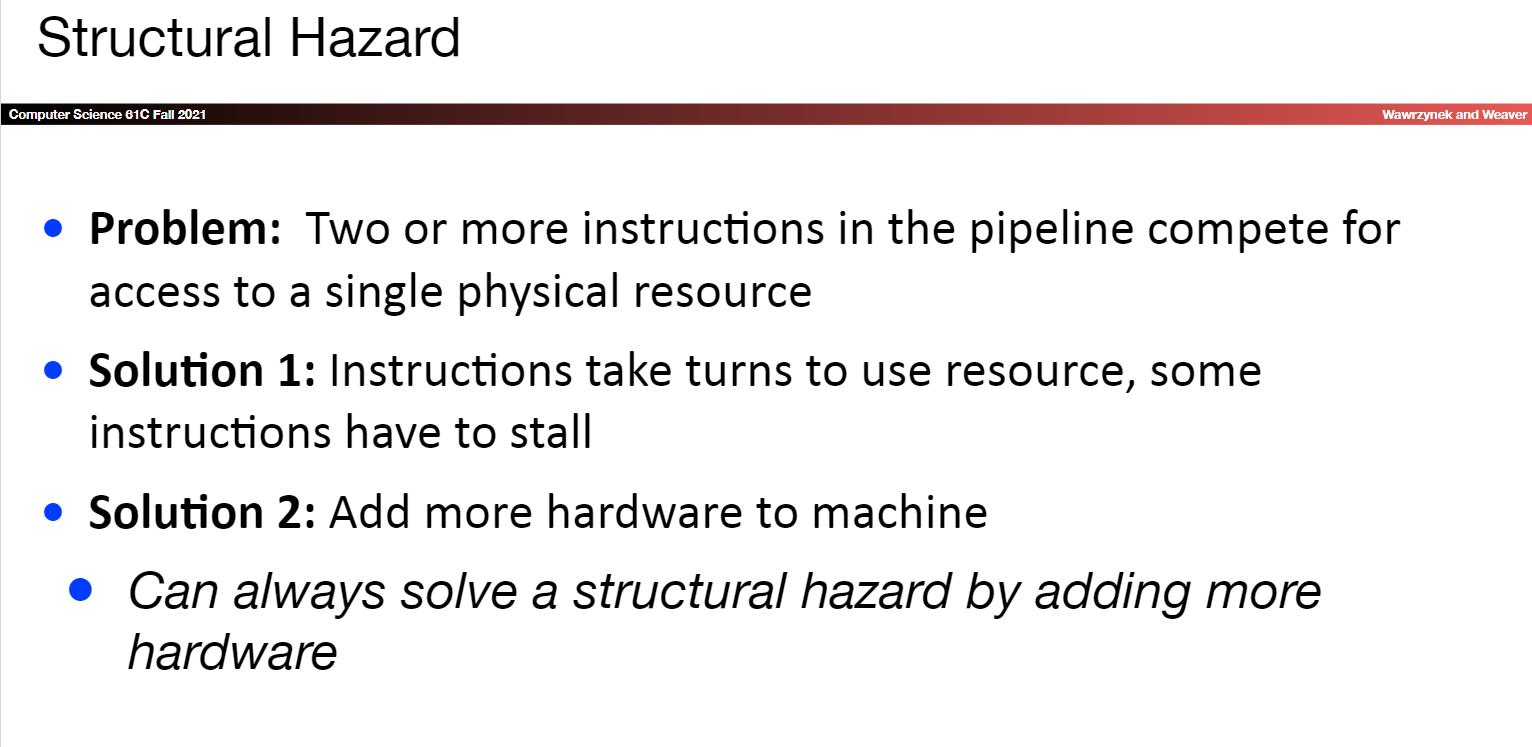 Structural Hazard
Computer Science 61C Fall 2021
Wawrzynek and Weaver
• Problem: Two or more instructions in the pipeline compete for
access to a single physical resource
• Solution 1: Instructions take turns to use resource, some
instructions have to stall
• Solution 2: Add more hardware to machine
• Can always solve a structural hazard by adding more
hardware